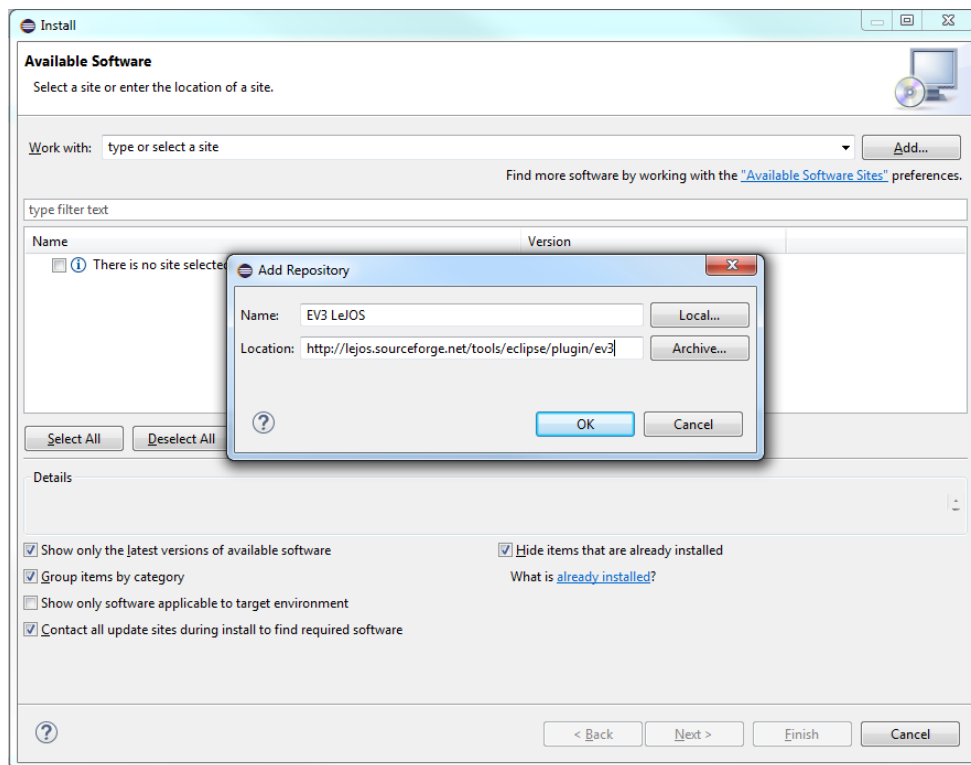 Install
Available Software
Select a site or enter the location of a site.
Work with: type or select a site Add...
Find more software by working with the "Available Software Sites" preferences.
type filter text
Name Version
There is no site selected
Add Repository
Name: EV3 LeJOS Local...
Location: http://lejos.sourceforge.net/tools/eclipse/plugin/ev3 Archive...
? OK Cancel
Select All Deselect All
Details
Show only the latest versions of available software Hide items that are already installed
Group items by category What is already installed?
Show only software applicable to target environment
Contact all update sites during install to find required software
? < Back Next > Finish Cancel